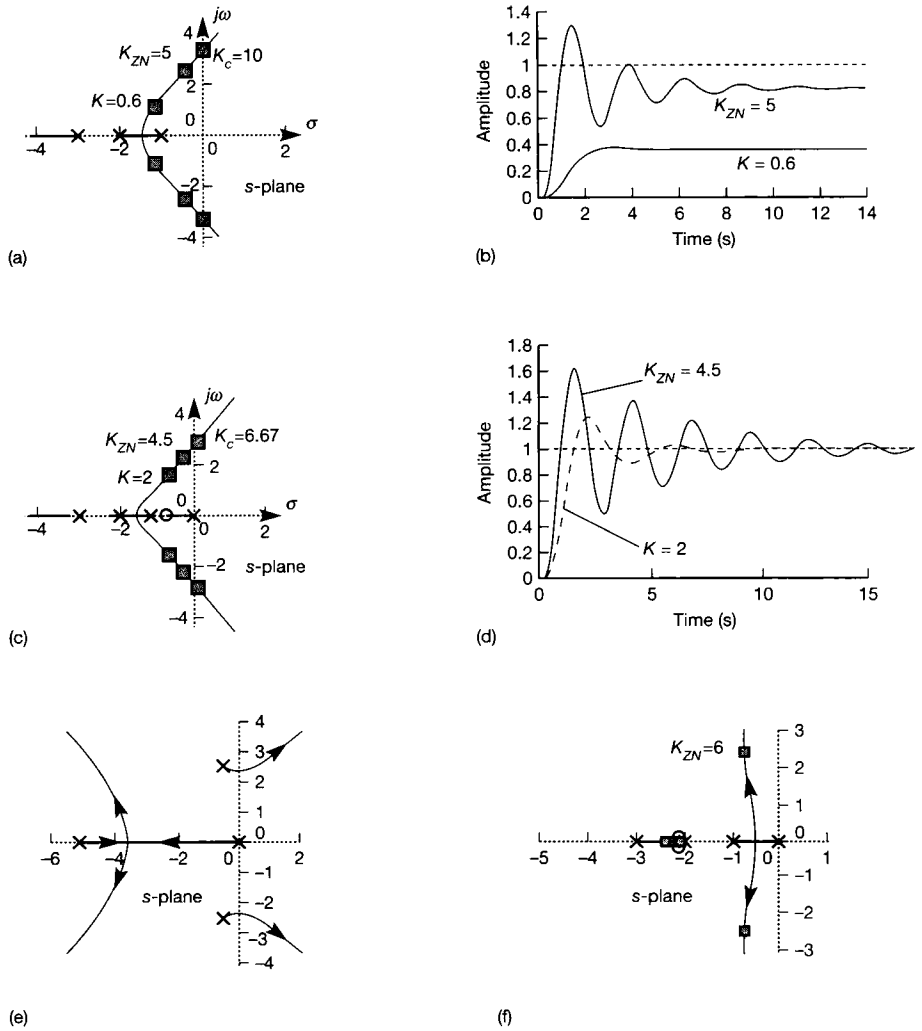 jω
4
K_ZN=5
K_c=10
2
K=0.6
0
σ
−4
−2
0
2
−2
s-plane
−4
(a)
1.4
1.2
1
0.8
0.6
0.4
0.2
0
Amplitude
K_ZN = 5
K = 0.6
0 2 4 6 8 10 12 14
Time (s)
(b)
jω
4
K_ZN=4.5
K_c=6.67
2
K=2
0
σ
−4
−2
0
2
−2
s-plane
−4
(c)
1.8
1.6
1.4
1.2
1
0.8
0.6
0.4
0.2
0
Amplitude
K_ZN = 4.5
K = 2
0 5 10 15
Time (s)
(d)
4
3
2
1
0
−6 −4 −2 0 2
−1
s-plane
−2
−3
−4
(e)
3
K_ZN=6
2
1
0
−5 −4 −3 −2 −1 0 1
−1
s-plane
−2
−3
(f)